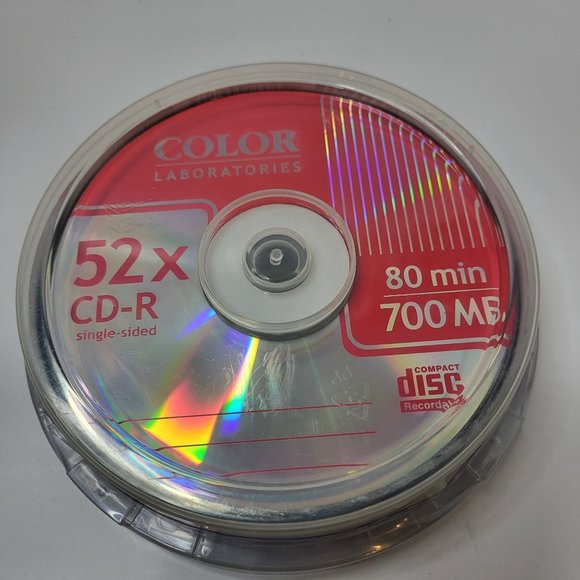 COLOR
LABORATORIES
52x
CD-R
single-sided
80 min
700 MB
COMPACT
disc
Recordable